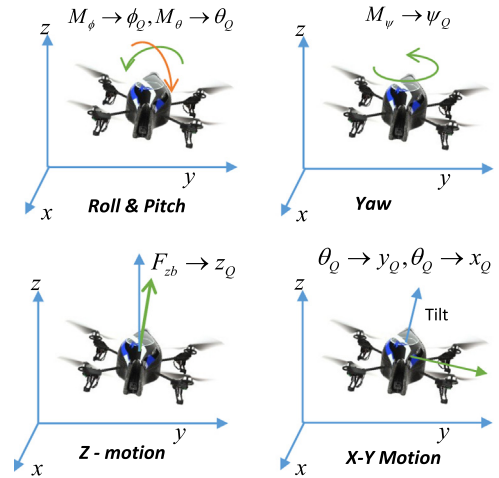 M_ϕ → ϕ_Q, M_θ → θ_Q
z
y
x
Roll & Pitch
M_ψ → ψ_Q
z
y
x
Yaw
F_zb → z_Q
z
y
x
Z - motion
θ_Q → y_Q, θ_Q → x_Q
z
Tilt
y
x
X-Y Motion